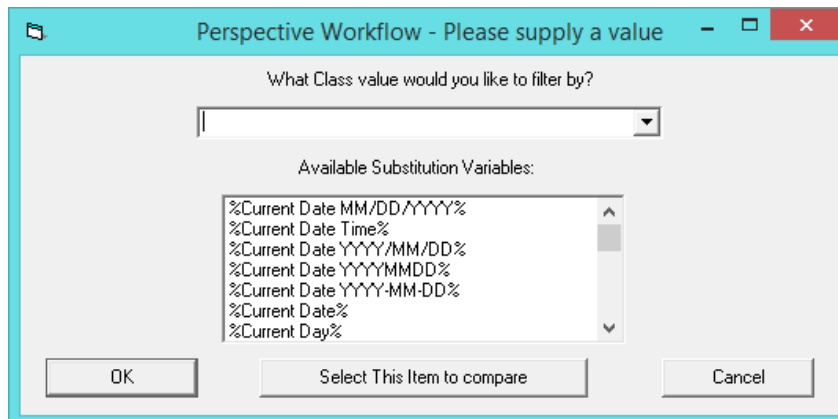 Perspective Workflow - Please supply a value
What Class value would you like to filter by?
Available Substitution Variables:
%Current Date MM/DD/YYYY%
%Current Date Time%
%Current Date YYYY/MM/DD%
%Current Date YYYYMMDD%
%Current Date YYYY-MM-DD%
%Current Date%
%Current Day%
OK
Select This Item to compare
Cancel